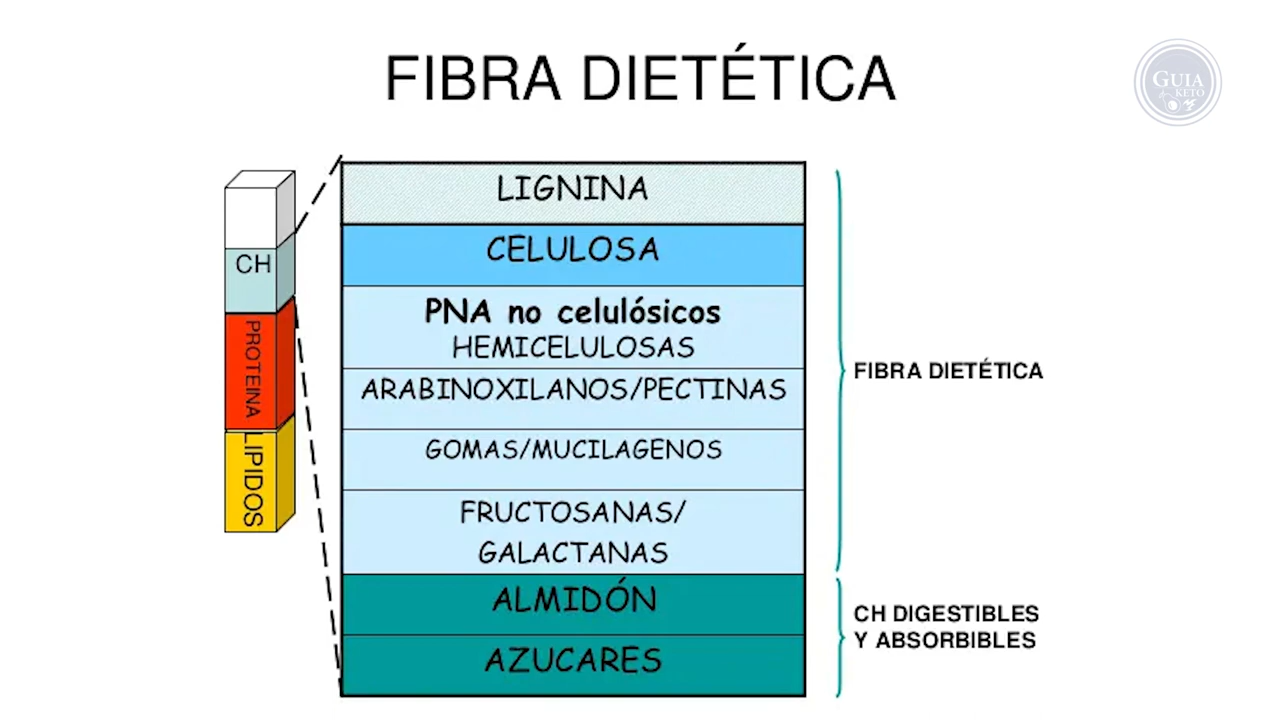 FIBRA DIETÉTICA
GUIA
KETO
CH
PROTEINA
LIPIDOS
LIGNINA
CELULOSA
PNA no celulósicos
HEMICELULOSAS
ARABINOXILANOS/PECTINAS
GOMAS/MUCILAGENOS
FRUCTOSANAS/
GALACTANAS
ALMIDÓN
AZUCARES
FIBRA DIETÉTICA
CH DIGESTIBLES
Y ABSORBIBLES